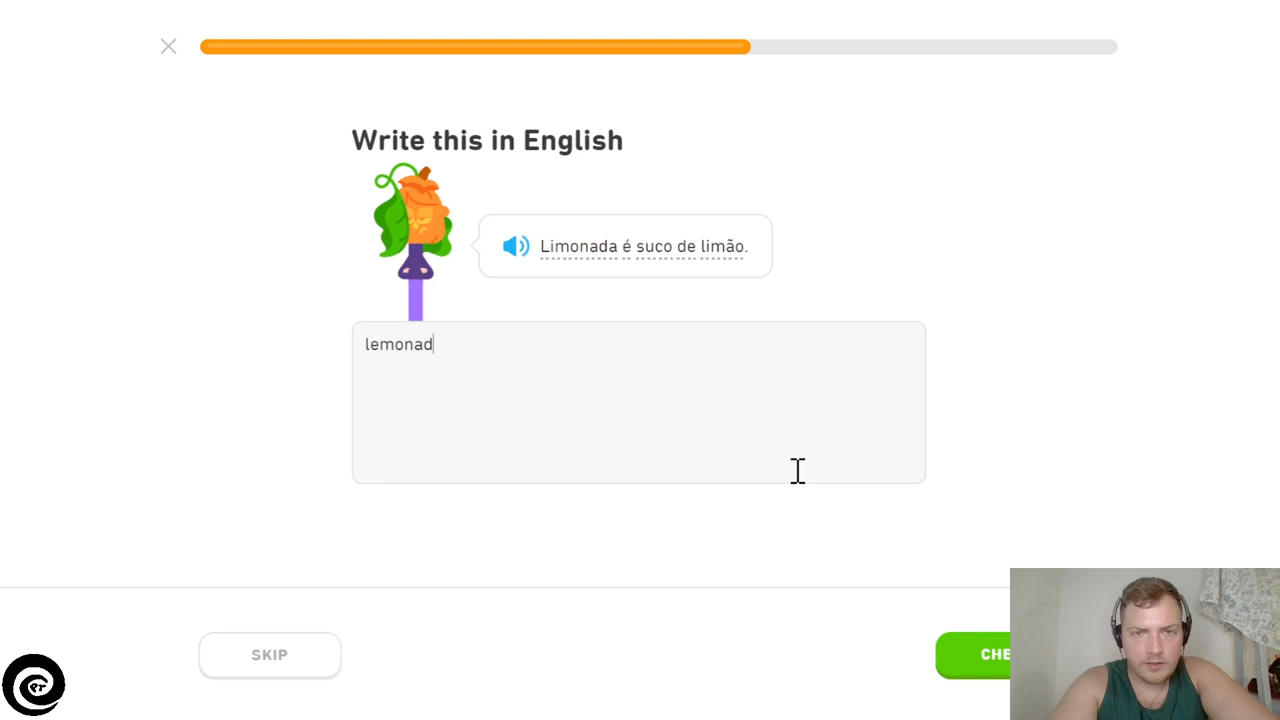 Write this in English
Limonada é suco de limão.
lemonad
SKIP
CHE